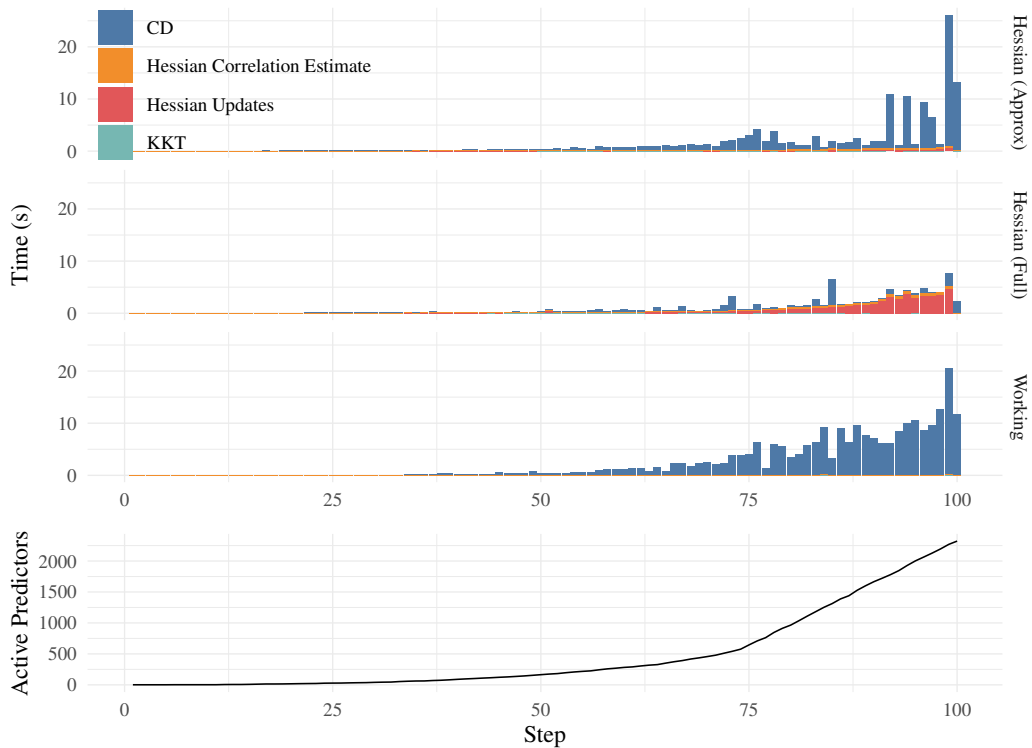 CD
Hessian Correlation Estimate
Hessian Updates
KKT
20
10
0
Hessian (Approx)
20
10
0
Hessian (Full)
20
10
0
Working
Time (s)
0
25
50
75
100
2000
1500
1000
500
0
Active Predictors
0
25
50
75
100
Step